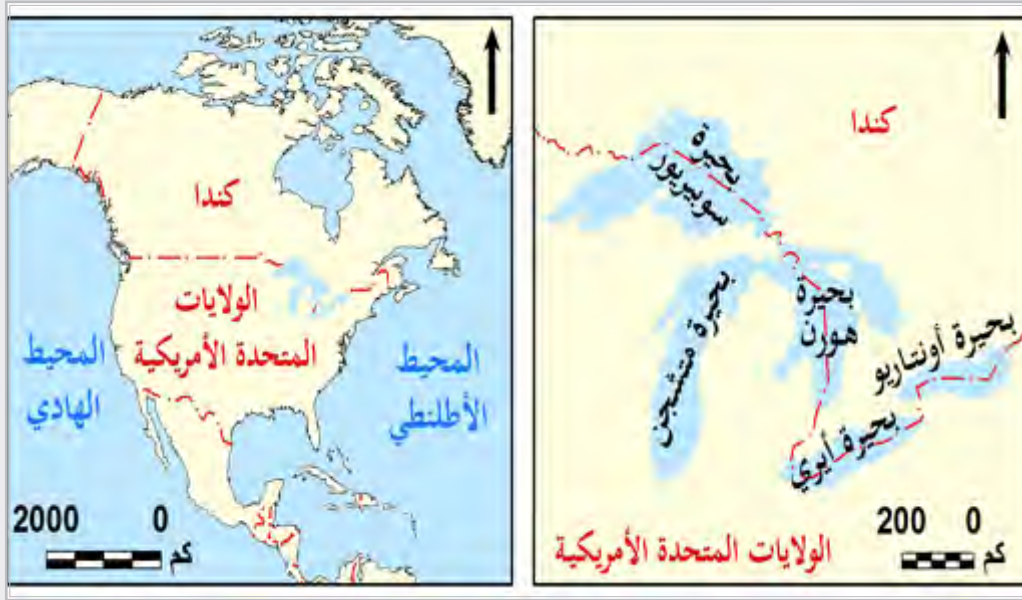 كندا
بحيرة
سوبيريور
بحيرة متشجن
بحيرة
هورن
بحيرة أونتاريو
بحيرة أيري
200 0
كم
الولايات المتحدة الأمريكية
كندا
الولايات
المتحدة الأمريكية
المحيط
الأطلنطي
المحيط
الهادي
2000 0
كم